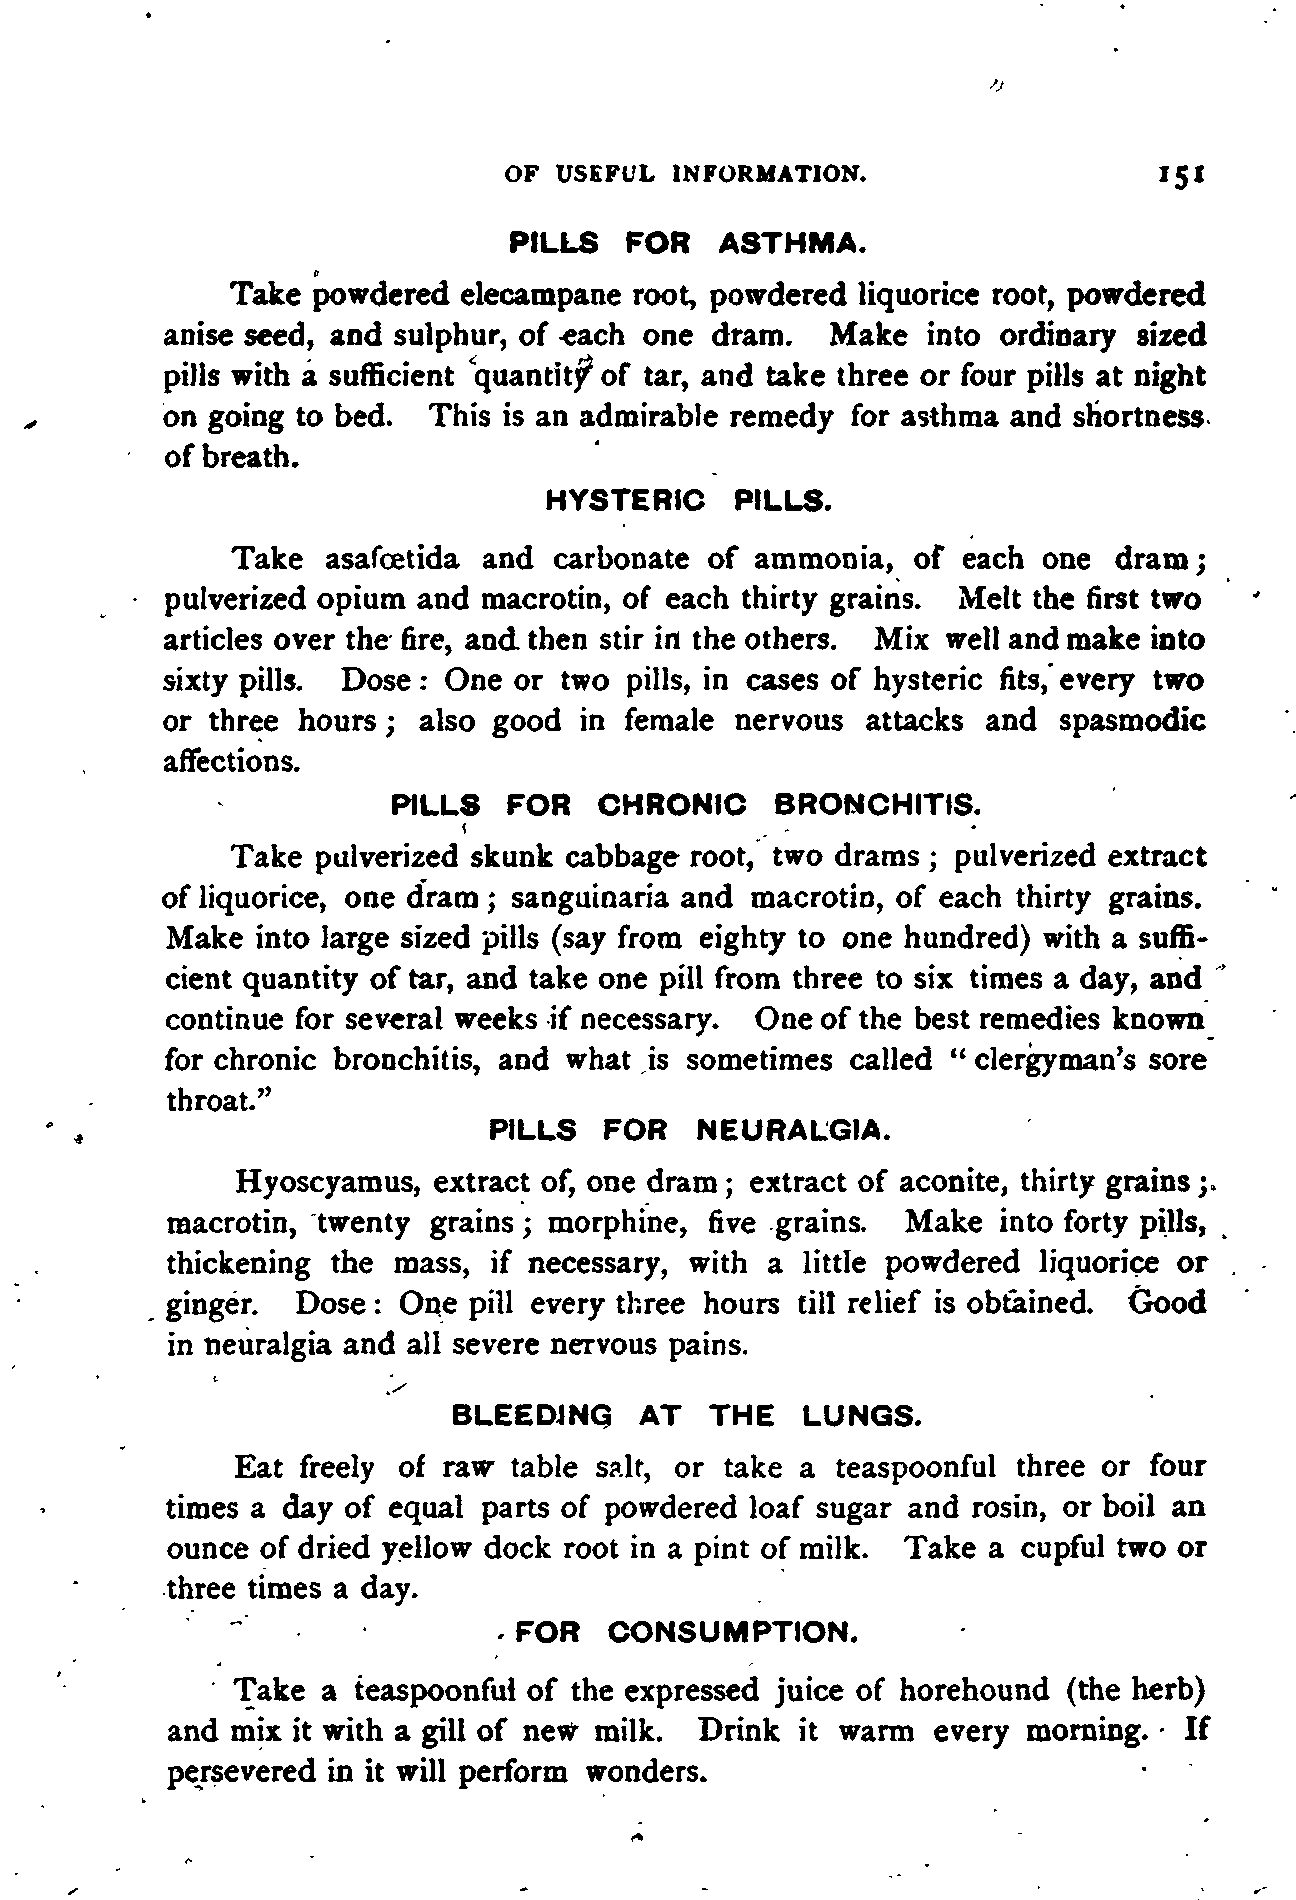 OF USEFUL INFORMATION. 151
PILLS FOR ASTHMA.
Take powdered elecampane root, powdered liquorice root, powdered
anise seed, and sulphur, of each one dram. Make into ordinary sized
pills with a sufficient quantity of tar, and take three or four pills at night
on going to bed. This is an admirable remedy for asthma and shortness
of breath.
HYSTERIC PILLS.
Take asafœtida and carbonate of ammonia, of each one dram;
pulverized opium and macrotin, of each thirty grains. Melt the first two
articles over the fire, and then stir in the others. Mix well and make into
sixty pills. Dose: One or two pills, in cases of hysteric fits, every two
or three hours; also good in female nervous attacks and spasmodic
affections.
PILLS FOR CHRONIC BRONCHITIS.
Take pulverized skunk cabbage root, two drams; pulverized extract
of liquorice, one dram; sanguinaria and macrotin, of each thirty grains.
Make into large sized pills (say from eighty to one hundred) with a suffi-
cient quantity of tar, and take one pill from three to six times a day, and
continue for several weeks if necessary. One of the best remedies known
for chronic bronchitis, and what is sometimes called "clergyman's sore
throat."
PILLS FOR NEURALGIA.
Hyoscyamus, extract of, one dram; extract of aconite, thirty grains;
macrotin, twenty grains; morphine, five grains. Make into forty pills,
thickening the mass, if necessary, with a little powdered liquorice or
ginger. Dose: One pill every three hours till relief is obtained. Good
in neuralgia and all severe nervous pains.
BLEEDING AT THE LUNGS.
Eat freely of raw table salt, or take a teaspoonful three or four
times a day of equal parts of powdered loaf sugar and rosin, or boil an
ounce of dried yellow dock root in a pint of milk. Take a cupful two or
three times a day.
FOR CONSUMPTION.
Take a teaspoonful of the expressed juice of horehound (the herb)
and mix it with a gill of new milk. Drink it warm every morning. If
persevered in it will perform wonders.